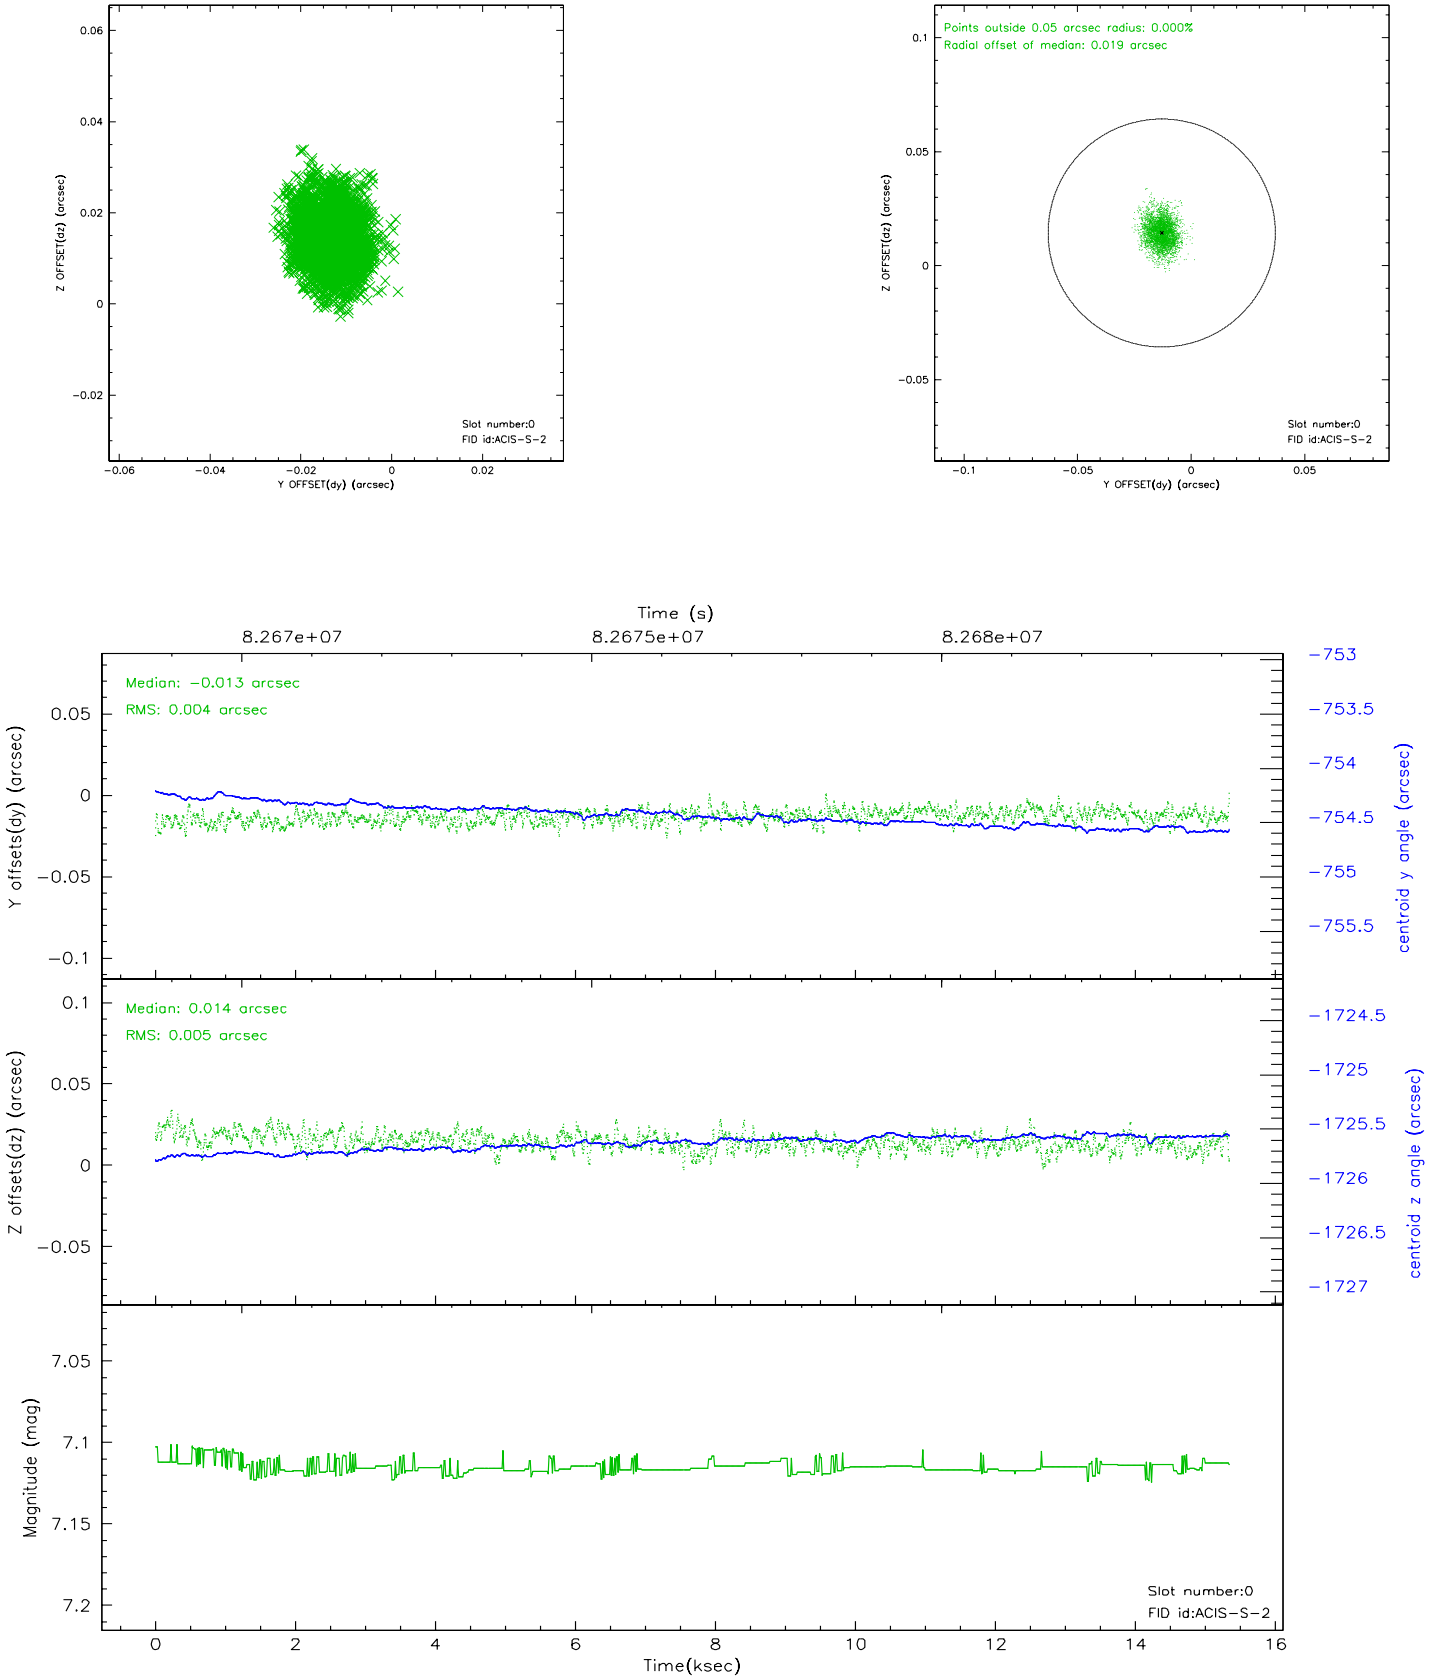 0.06
0.04
0.02
0
−0.02
Z OFFSET(dz) (arcsec)
Slot number:0
FID id:ACIS−S−2
−0.06
−0.04
−0.02
0
0.02
Y OFFSET(dy) (arcsec)
Points outside 0.05 arcsec radius: 0.000%
Radial offset of median: 0.019 arcsec
0.1
0.05
0
−0.05
Z OFFSET(dz) (arcsec)
Slot number:0
FID id:ACIS−S−2
−0.1
−0.05
0
0.05
Y OFFSET(dy) (arcsec)
Time (s)
8.267e+07
8.2675e+07
8.268e+07
Median: −0.013 arcsec
RMS: 0.004 arcsec
0.05
0
−0.05
−0.1
Y offsets(dy) (arcsec)
−753
−753.5
−754
−754.5
−755
−755.5
centroid y angle (arcsec)
Median: 0.014 arcsec
RMS: 0.005 arcsec
0.1
0.05
0
−0.05
Z offsets(dz) (arcsec)
−1724.5
−1725
−1725.5
−1726
−1726.5
−1727
centroid z angle (arcsec)
7.05
7.1
7.15
7.2
Magnitude (mag)
Slot number:0
FID id:ACIS−S−2
0
2
4
6
8
10
12
14
16
Time(ksec)